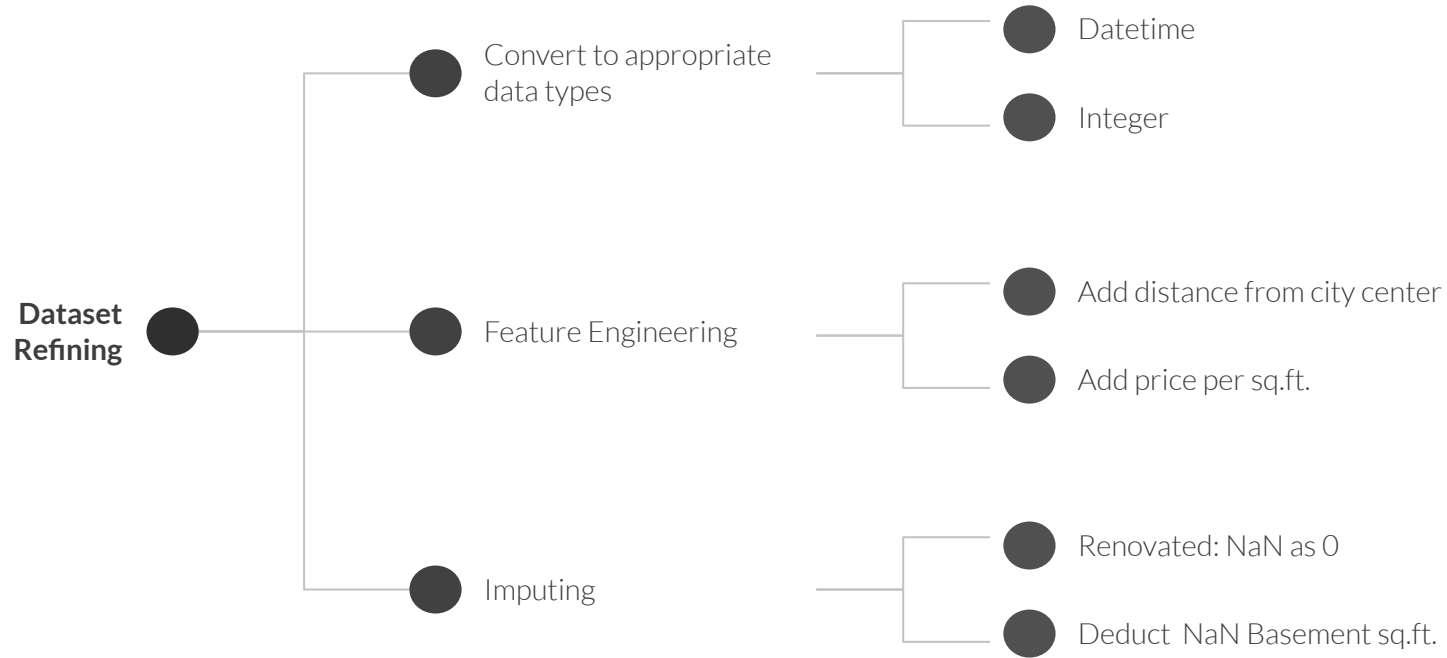 Dataset
Refining
Convert to appropriate
data types
Datetime
Integer
Feature Engineering
Add distance from city center
Add price per sq.ft.
Imputing
Renovated: NaN as 0
Deduct  NaN Basement sq.ft.